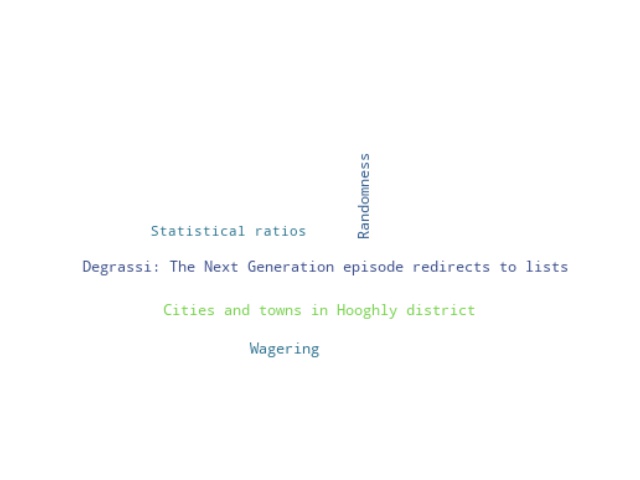 Randomness
Statistical ratios
Degrassi: The Next Generation episode redirects to lists
Cities and towns in Hooghly district
Wagering